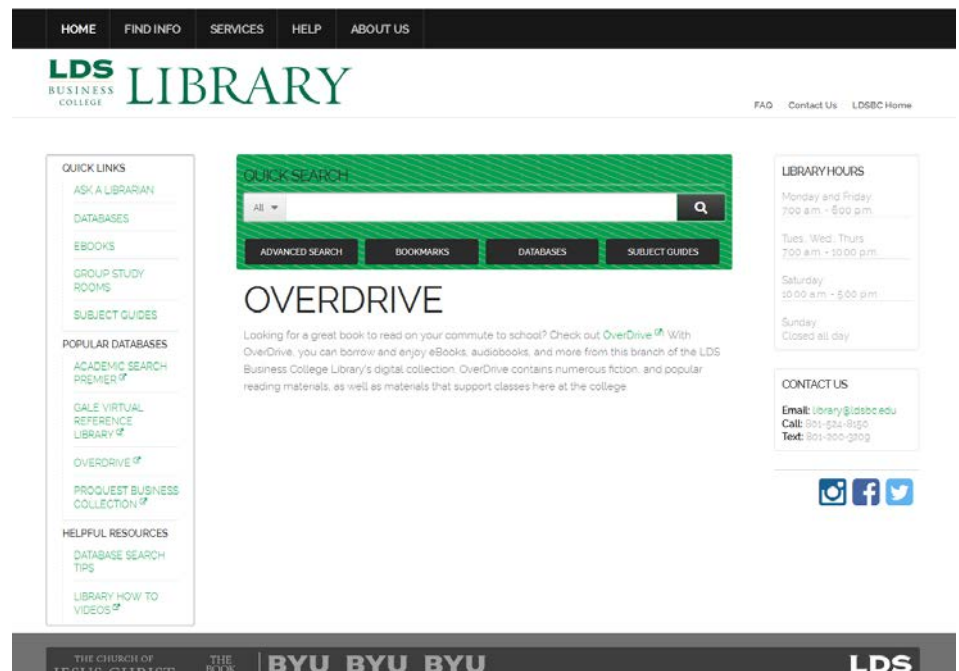 HOME FIND INFO SERVICES HELP ABOUT US
LDS
BUSINESS
COLLEGE
LIBRARY
FAQ Contact Us LDSBC Home
QUICK LINKS
ASK A LIBRARIAN
DATABASES
EBOOKS
GROUP STUDY
ROOMS
SUBJECT GUIDES
POPULAR DATABASES
ACADEMIC SEARCH
PREMIER
GALE VIRTUAL
REFERENCE
LIBRARY
OVERDRIVE
PROQUEST BUSINESS
COLLECTION
HELPFUL RESOURCES
DATABASE SEARCH
TIPS
LIBRARY HOW TO
VIDEOS
QUICK SEARCH
All
ADVANCED SEARCH BOOKMARKS DATABASES SUBJECT GUIDES
OVERDRIVE
Looking for a great book to read on your commute to school? Check out OverDrive! With
OverDrive, you can borrow and enjoy eBooks, audiobooks, and more from this branch of the LDS
Business College Library's digital collection. OverDrive contains numerous fiction, and popular
reading materials, as well as materials that support classes here at the college.
LIBRARY HOURS
Monday and Friday:
7:00 a.m. - 6:00 p.m.
Tues., Wed., Thurs.
7:00 a.m. - 10:00 p.m.
Saturday:
10:00 a.m. - 5:00 p.m.
Sunday:
Closed all day
CONTACT US
Email: library@ldsbc.edu
Call: 801-524-8150
Text: 801-200-3209
THE CHURCH OF
JESUS CHRIST
THE
BOOK
BYU BYU BYU
LDS